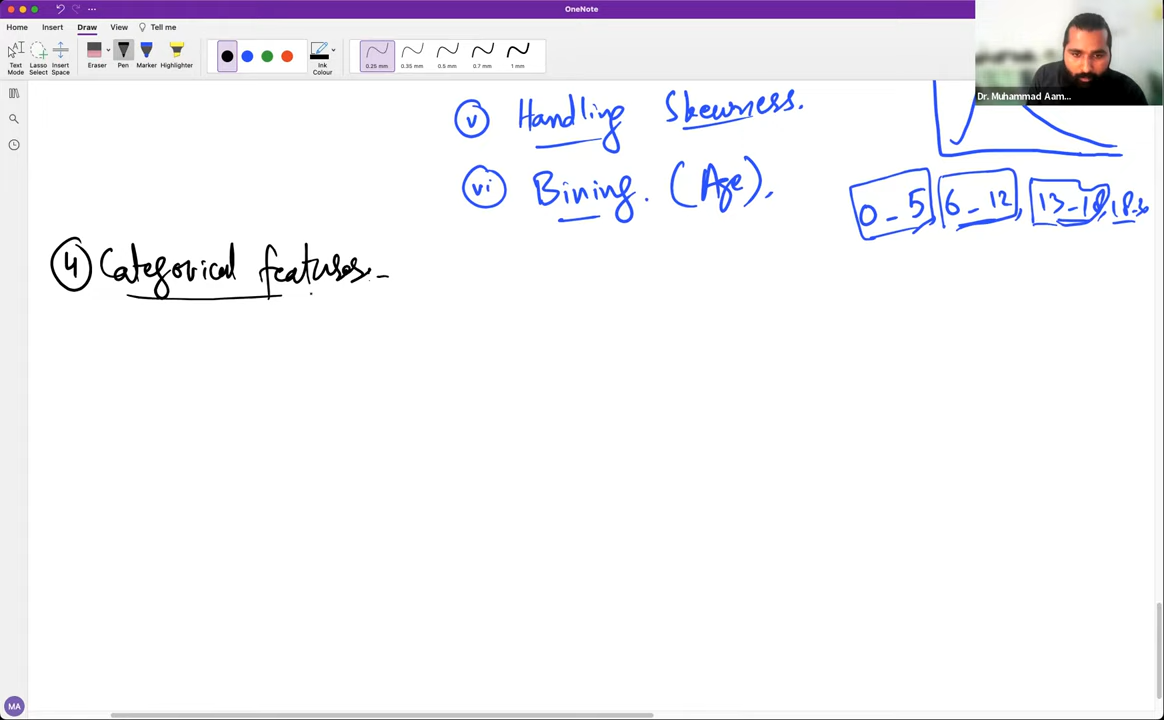 OneNote
Home Insert Draw View Tell me
Text Mode Lasso Select Insert Space Eraser Pen Marker Highlighter Ink Colour 0.25 mm 0.35 mm 0.5 mm 0.7 mm 1 mm
Dr. Muhammad Aam...
v Handling Skewness.
vi Bining. (Age), 0-5, 6-12, 13-18, 18-
4 Categorical features.-
MA